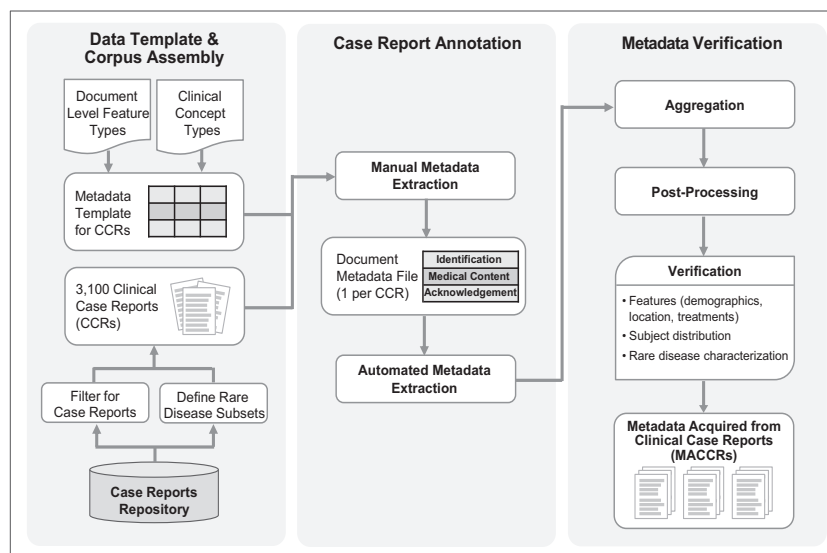 Data Template &
Corpus Assembly
Document
Level Feature
Types
Clinical
Concept
Types
Metadata
Template
for CCRs
3,100 Clinical
Case Reports
(CCRs)
Filter for
Case Reports
Define Rare
Disease Subsets
Case Reports
Repository
Case Report Annotation
Manual Metadata
Extraction
Document
Metadata File
(1 per CCR)
Identification
Medical Content
Acknowledgement
Automated Metadata
Extraction
Metadata Verification
Aggregation
Post-Processing
Verification
• Features (demographics,
location, treatments)
• Subject distribution
• Rare disease characterization
Metadata Acquired from
Clinical Case Reports
(MACCRs)